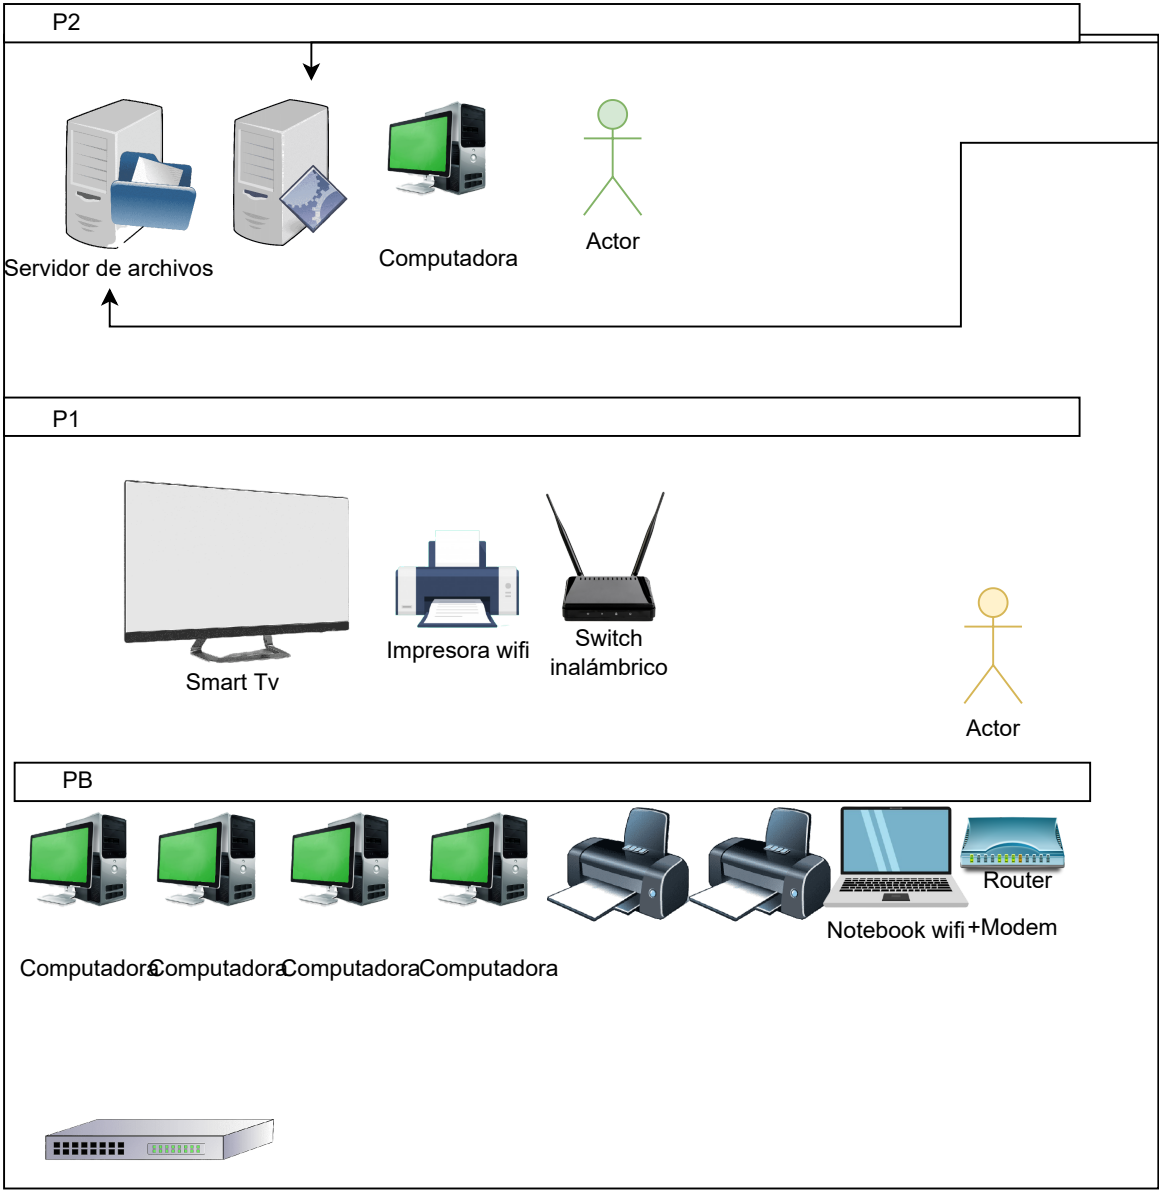 P2
Servidor de archivos
Computadora
Actor
P1
Smart Tv
Impresora wifi
Switch
inalámbrico
Actor
PB
Router
+Modem
Notebook wifi
Computadora
Computadora
Computadora
Computadora